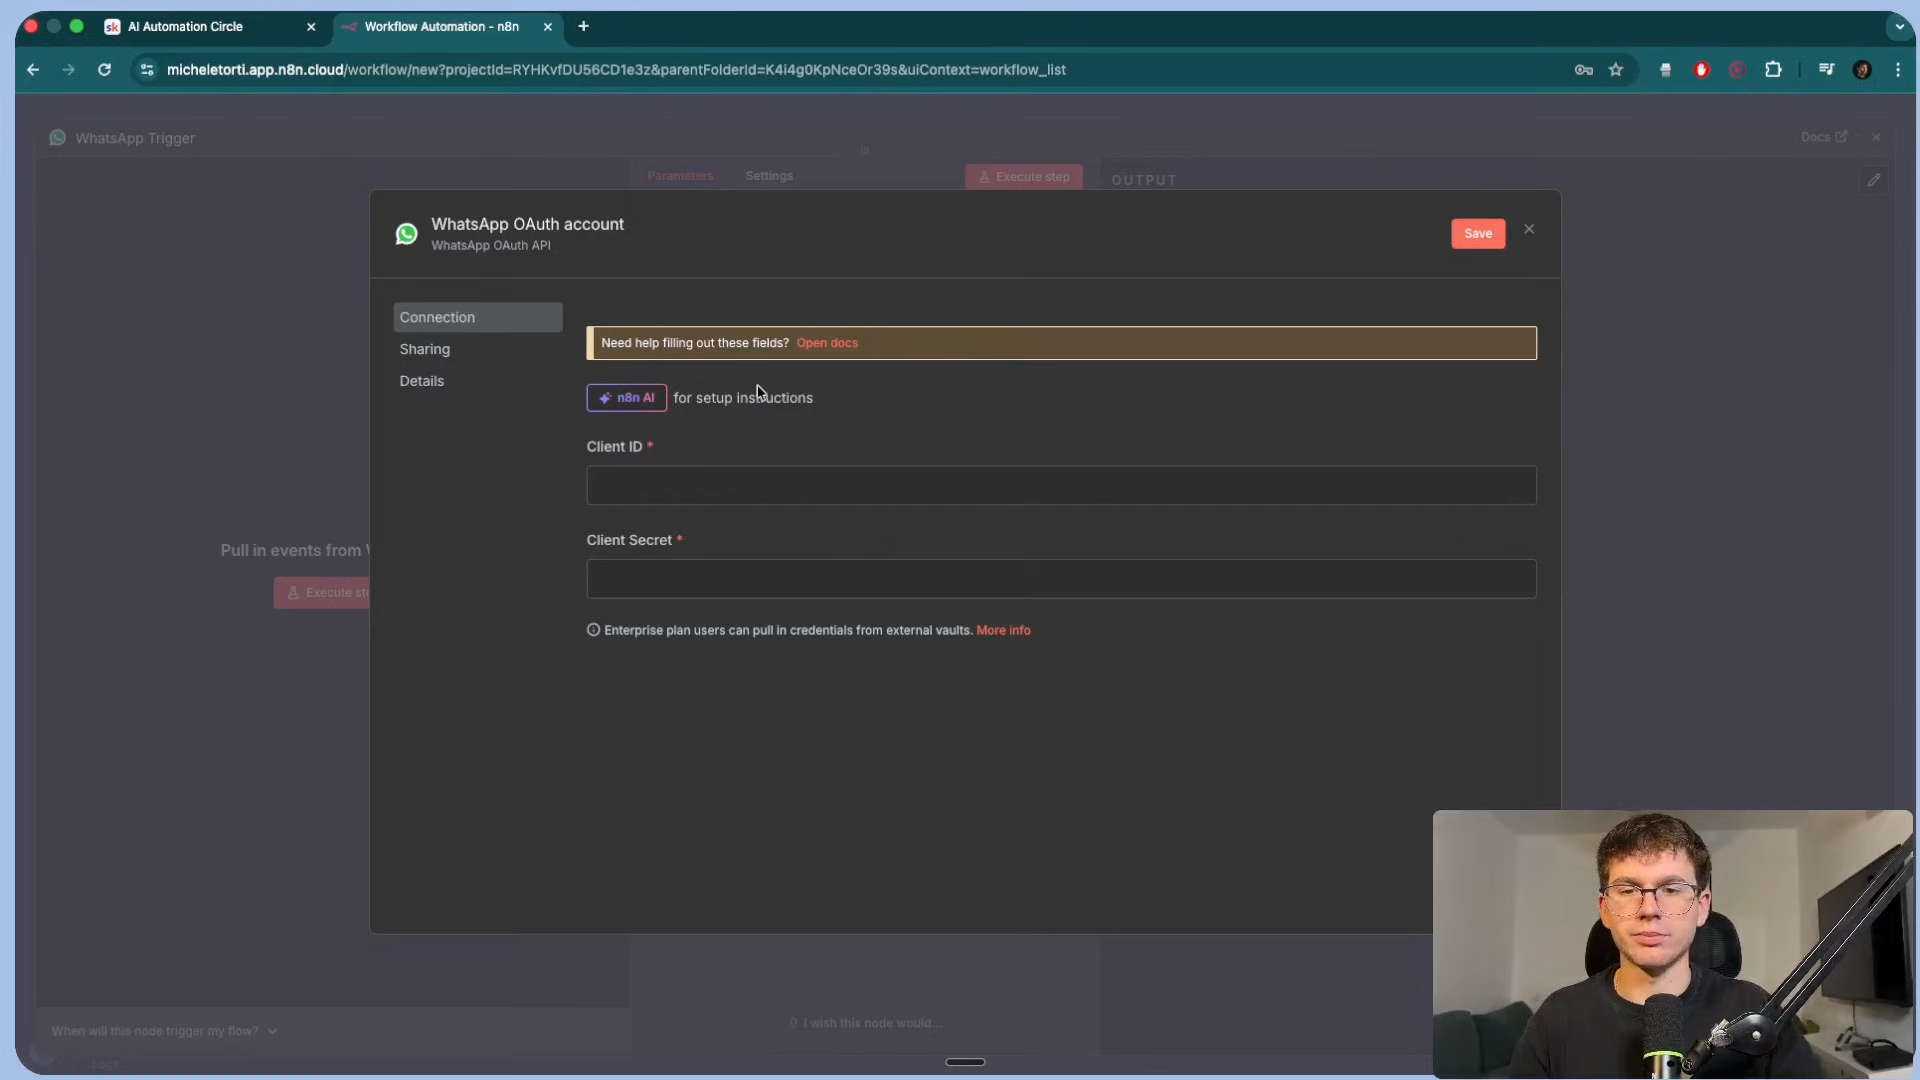 sk AI Automation Circle
Workflow Automation - n8n
micheletorti.app.n8n.cloud/workflow/new?projectId=RYHKvfDU56CD1e3z&parentFolderId=K4i4g0KpNceOr39s&uiContext=workflow_list
WhatsApp Trigger
Docs
Parameters
Settings
Execute step
OUTPUT
WhatsApp OAuth account
WhatsApp OAuth API
Save
Connection
Sharing
Details
Need help filling out these fields? Open docs
n8n AI for setup instructions
Client ID *
Client Secret *
Enterprise plan users can pull in credentials from external vaults. More info
Pull in events from
Execute
When will this node trigger my flow?
I wish this node would...